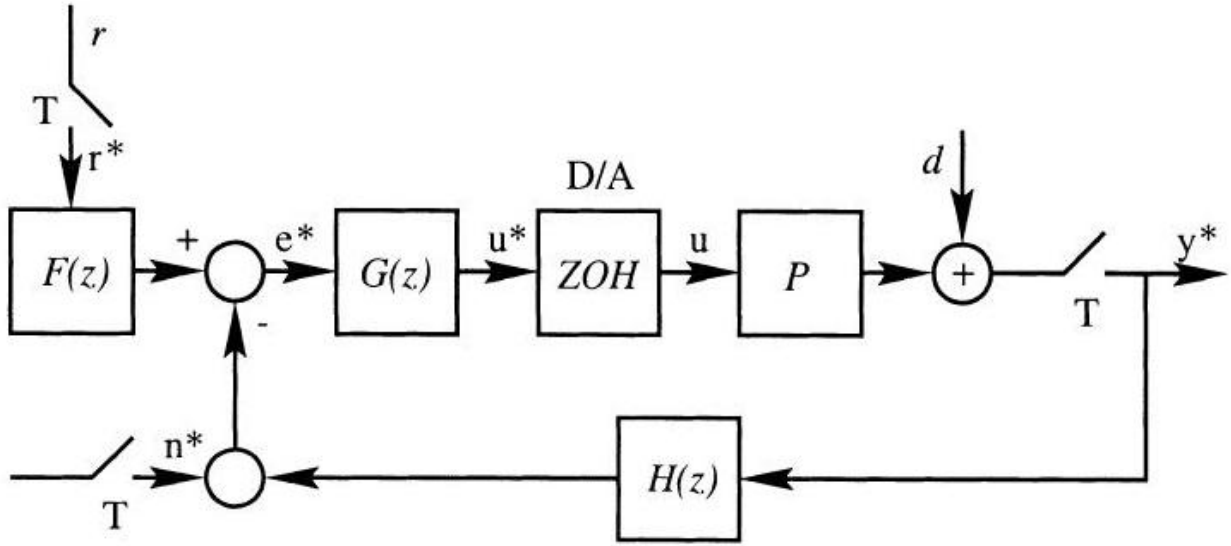 r
T
r*
D/A
d
F(z)
+
e*
G(z)
u*
ZOH
u
P
+
y*
T
-
n*
T
H(z)